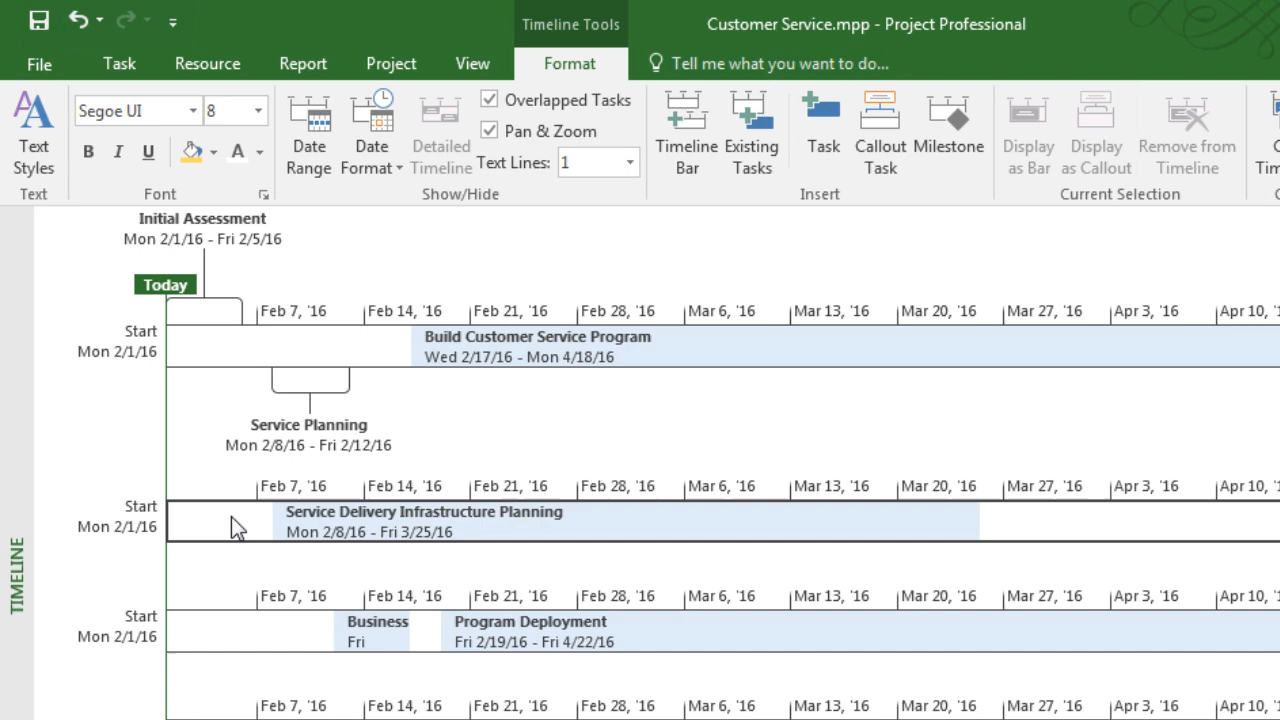 Timeline Tools
Customer Service.mpp - Project Professional
File Task Resource Report Project View Format Tell me what you want to do...
Segoe UI 8
Overlapped Tasks
Pan & Zoom
Text Lines: 1
B I U A
Text Styles
Date Range
Date Format
Detailed Timeline
Timeline Bar
Existing Tasks
Task
Callout Task
Milestone
Display as Bar
Display as Callout
Remove from Timeline
Text Font Show/Hide Insert Current Selection
Initial Assessment
Mon 2/1/16 - Fri 2/5/16
Today
Feb 7, '16 Feb 14, '16 Feb 21, '16 Feb 28, '16 Mar 6, '16 Mar 13, '16 Mar 20, '16 Mar 27, '16 Apr 3, '16 Apr 10, '1
Start
Mon 2/1/16
Build Customer Service Program
Wed 2/17/16 - Mon 4/18/16
Service Planning
Mon 2/8/16 - Fri 2/12/16
Feb 7, '16 Feb 14, '16 Feb 21, '16 Feb 28, '16 Mar 6, '16 Mar 13, '16 Mar 20, '16 Mar 27, '16 Apr 3, '16 Apr 10, '1
Start
Mon 2/1/16
Service Delivery Infrastructure Planning
Mon 2/8/16 - Fri 3/25/16
TIMELINE
Feb 7, '16 Feb 14, '16 Feb 21, '16 Feb 28, '16 Mar 6, '16 Mar 13, '16 Mar 20, '16 Mar 27, '16 Apr 3, '16 Apr 10, '1
Start
Mon 2/1/16
Business
Fri
Program Deployment
Fri 2/19/16 - Fri 4/22/16
Feb 7, '16 Feb 14, '16 Feb 21, '16 Feb 28, '16 Mar 6, '16 Mar 13, '16 Mar 20, '16 Mar 27, '16 Apr 3, '16 Apr 10, '1